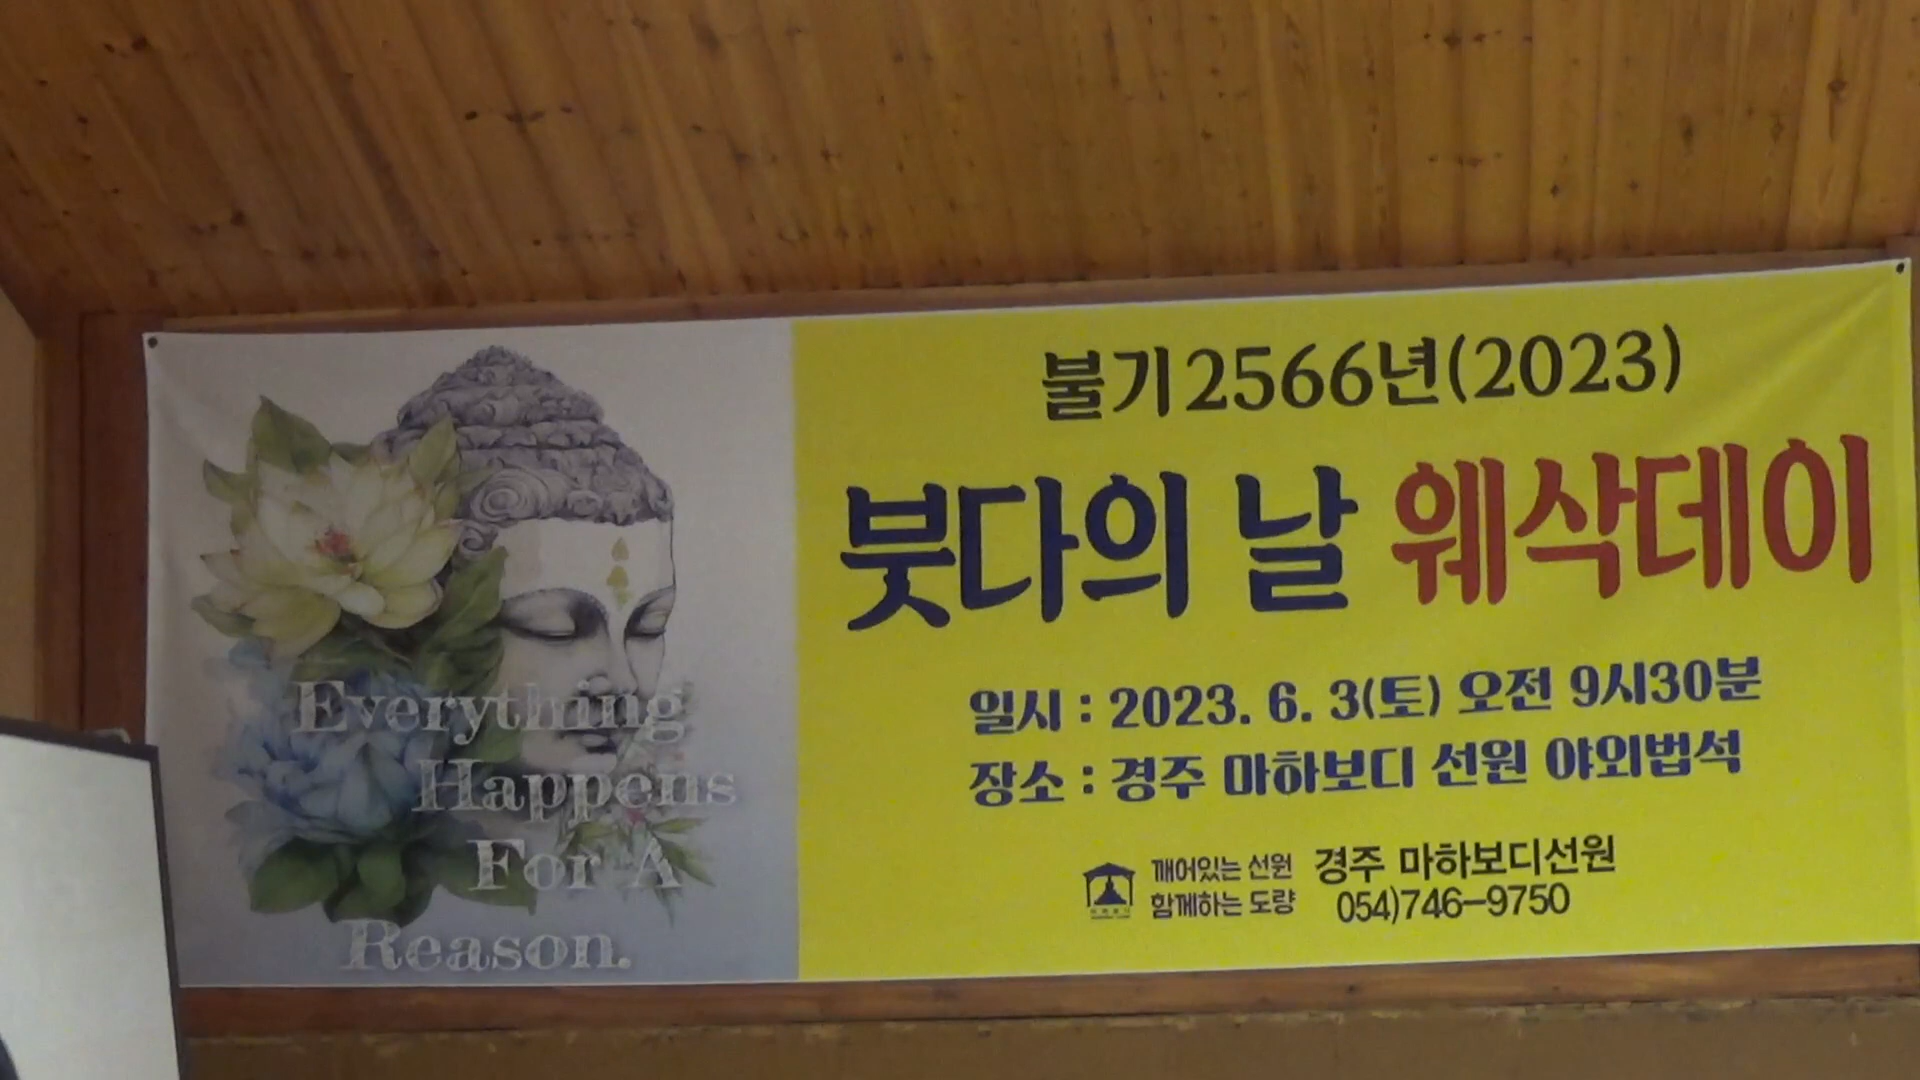 Everything
Happens
For A
Reason.
불기2566년(2023)
붓다의 날 웨삭데이
일시 : 2023. 6. 3(토) 오전 9시30분
장소 : 경주 마하보디 선원 야외법석
깨어있는 선원
함께하는 도량
경주 마하보디선원
054)746-9750